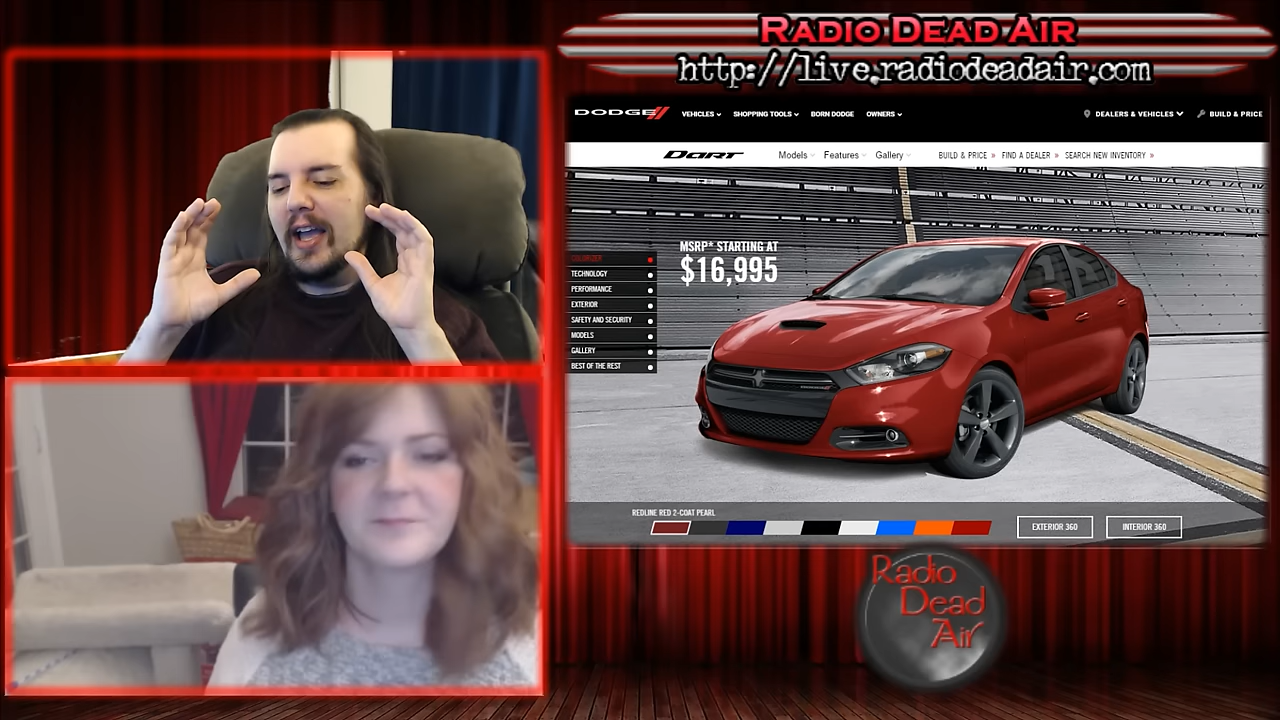 RADIO DEAD AIR
http://live.radiodeadair.com
DODGE VEHICLES SHOPPING TOOLS BORN DODGE OWNERS DEALERS & VEHICLES BUILD & PRICE
DART Models Features Gallery BUILD & PRICE » FIND A DEALER » SEARCH NEW INVENTORY »
MSRP* STARTING AT
$16,995
COLORIZER
TECHNOLOGY
PERFORMANCE
EXTERIOR
SAFETY AND SECURITY
MODELS
GALLERY
BEST OF THE REST
REDLINE RED 2-COAT PEARL
EXTERIOR 360 INTERIOR 360
Radio
Dead
Air